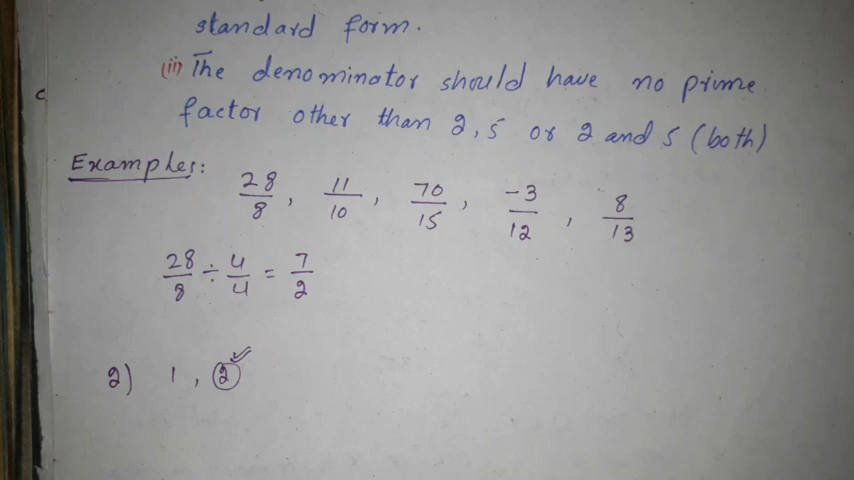 standard form.
(ii) The denominator should have no prime
factor other than 2, 5 or 2 and 5 (both)
Examples:
28/8, 11/10, 70/15, -3/12, 8/13
28/8 ÷ 4/4 = 7/2
2) 1, 2 ✓